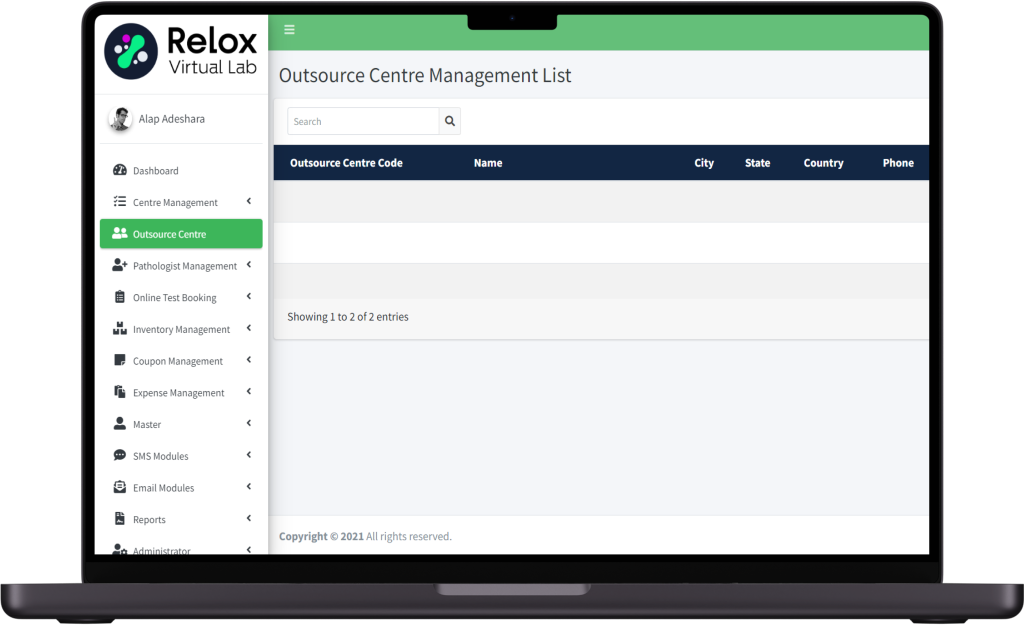 Relox
Virtual Lab
Alap Adeshara
Dashboard
Centre Management
Outsource Centre
Pathologist Management
Online Test Booking
Inventory Management
Coupon Management
Expense Management
Master
SMS Modules
Email Modules
Reports
Administrator
Outsource Centre Management List
Search
Outsource Centre Code Name City State Country Phone
Showing 1 to 2 of 2 entries
Copyright © 2021 All rights reserved.